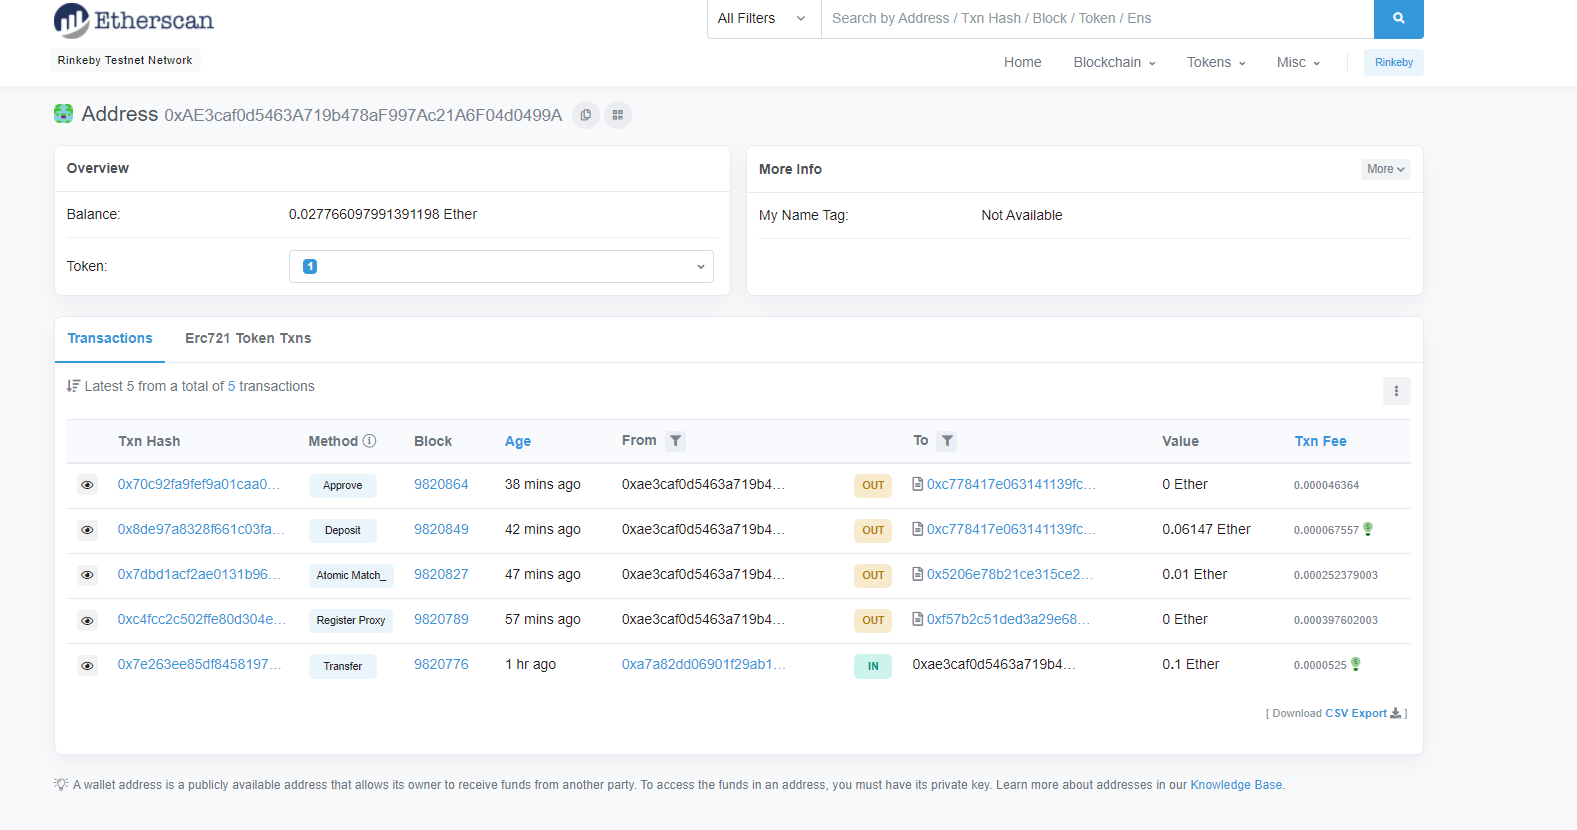 Etherscan
All Filters
Search by Address / Txn Hash / Block / Token / Ens
Rinkeby Testnet Network
Home Blockchain Tokens Misc Rinkeby
Address 0xAE3caf0d5463A719b478aF997Ac21A6F04d0499A
Overview
Balance: 0.027766097991391198 Ether
Token: 1
More Info More
My Name Tag: Not Available
Transactions Erc721 Token Txns
Latest 5 from a total of 5 transactions
Txn Hash Method Block Age From To Value Txn Fee
0x70c92fa9fef9a01caa0... Approve 9820864 38 mins ago 0xae3caf0d5463a719b4... OUT 0xc778417e063141139fc... 0 Ether 0.000046364
0x8de97a8328f661c03fa... Deposit 9820849 42 mins ago 0xae3caf0d5463a719b4... OUT 0xc778417e063141139fc... 0.06147 Ether 0.000067557
0x7dbd1acf2ae0131b96... Atomic Match_ 9820827 47 mins ago 0xae3caf0d5463a719b4... OUT 0x5206e78b21ce315ce2... 0.01 Ether 0.000252379003
0xc4fcc2c502ffe80d304e... Register Proxy 9820789 57 mins ago 0xae3caf0d5463a719b4... OUT 0xf57b2c51ded3a29e68... 0 Ether 0.000397602003
0x7e263ee85df8458197... Transfer 9820776 1 hr ago 0xa7a82dd06901f29ab1... IN 0xae3caf0d5463a719b4... 0.1 Ether 0.0000525
[ Download CSV Export ]
A wallet address is a publicly available address that allows its owner to receive funds from another party. To access the funds in an address, you must have its private key. Learn more about addresses in our Knowledge Base.